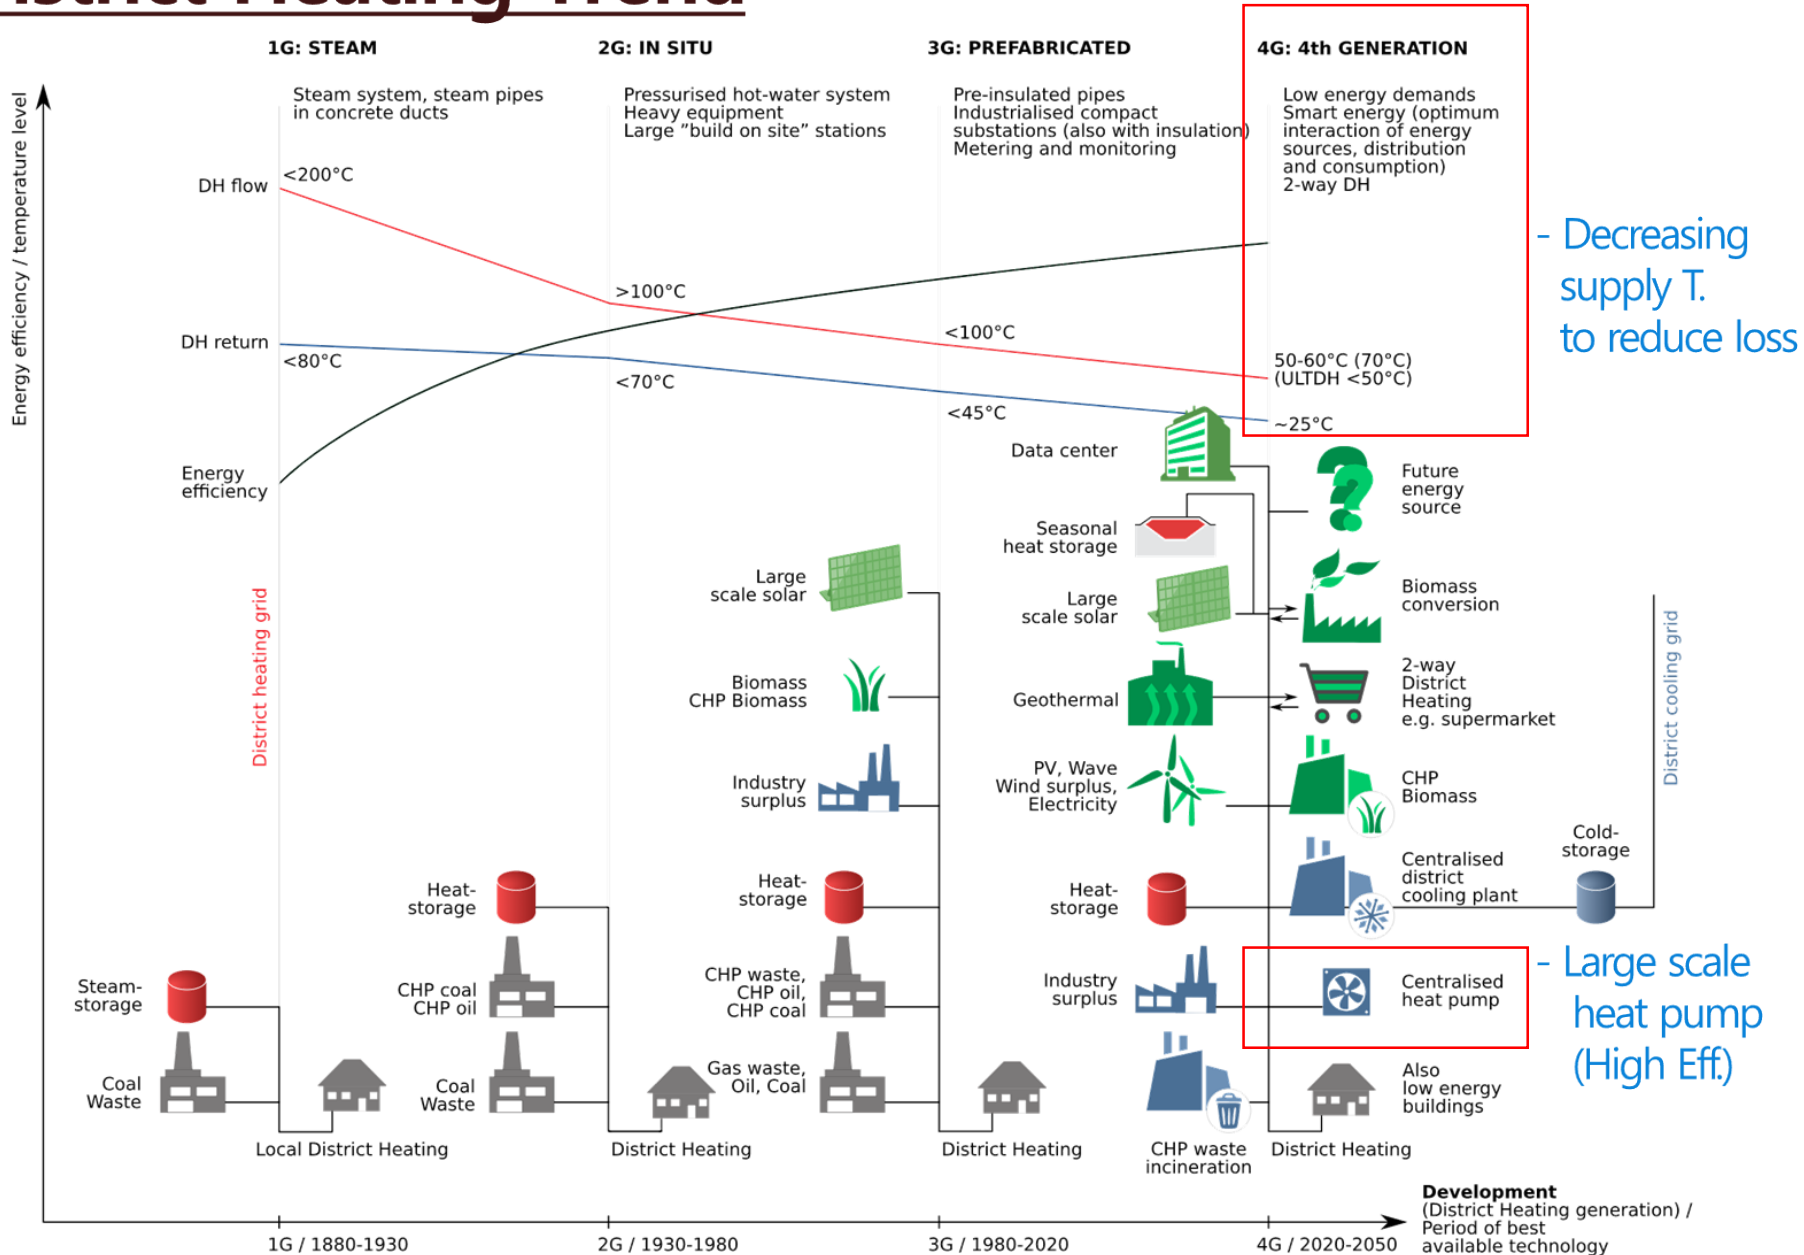 District Heating Trend
1G: STEAM
Steam system, steam pipes
in concrete ducts
2G: IN SITU
Pressurised hot-water system
Heavy equipment
Large ”build on site” stations
3G: PREFABRICATED
Pre-insulated pipes
Industrialised compact
substations (also with insulation)
Metering and monitoring
4G: 4th GENERATION
Low energy demands
Smart energy (optimum
interaction of energy
sources, distribution
and consumption)
2-way DH
Energy efficiency / temperature level
DH flow
<200°C
>100°C
<100°C
50-60°C (70°C)
(ULTDH <50°C)
DH return
<80°C
<70°C
<45°C
~25°C
Energy
efficiency
- Decreasing
supply T.
to reduce loss
District heating grid
Steam-
storage
Coal
Waste
Local District Heating
Heat-
storage
CHP coal
CHP oil
Coal
Waste
District Heating
Large
scale solar
Biomass
CHP Biomass
Industry
surplus
Heat-
storage
CHP waste,
CHP oil,
CHP coal
Gas waste,
Oil, Coal
District Heating
Data center
Seasonal
heat storage
Large
scale solar
Geothermal
PV, Wave
Wind surplus,
Electricity
Heat-
storage
Industry
surplus
CHP waste
incineration
Future
energy
source
Biomass
conversion
2-way
District
Heating
e.g. supermarket
CHP
Biomass
Centralised
district
cooling plant
Centralised
heat pump
Also
low energy
buildings
District Heating
Cold-
storage
District cooling grid
- Large scale
heat pump
(High Eff.)
Development
(District Heating generation) /
Period of best
available technology
1G / 1880-1930
2G / 1930-1980
3G / 1980-2020
4G / 2020-2050